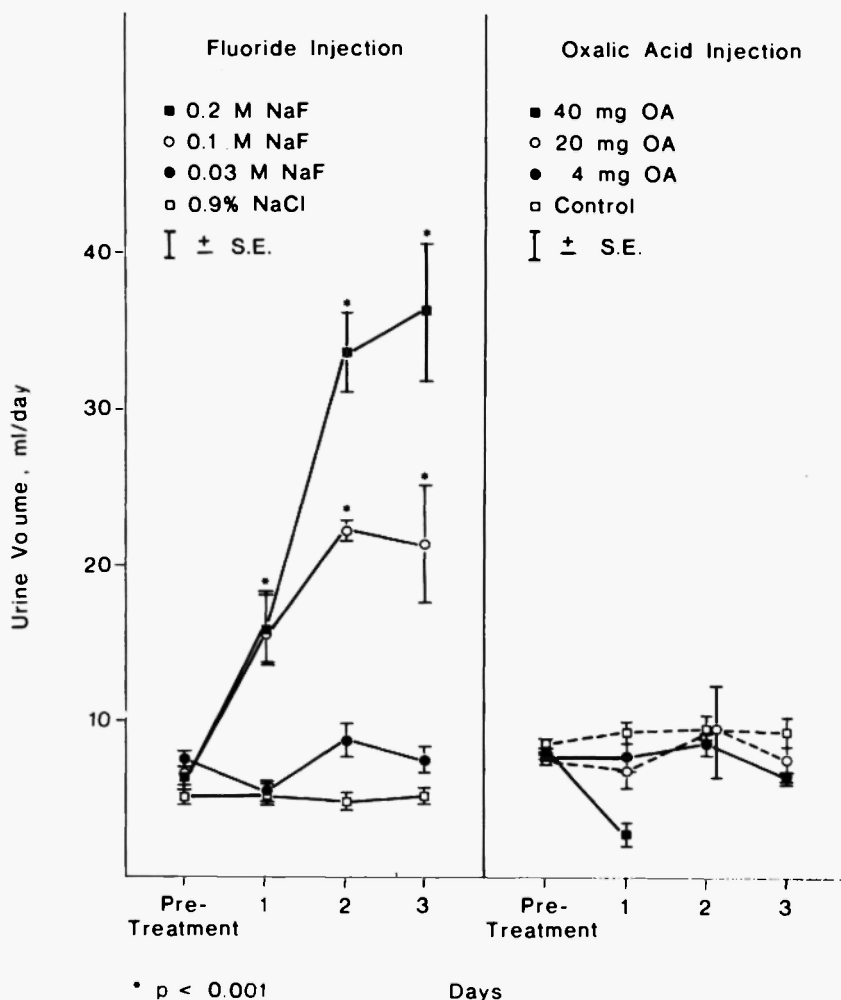 Fluoride Injection
■ 0.2 M NaF
○ 0.1 M NaF
● 0.03 M NaF
□ 0.9% NaCl
± S.E.
Oxalic Acid Injection
■ 40 mg OA
○ 20 mg OA
● 4 mg OA
□ Control
± S.E.
Urine Volume, ml/day
40
30
20
10
*
*
*
*
*
Pre-
Treatment
1
2
3
Pre-
Treatment
1
2
3
* p < 0.001
Days